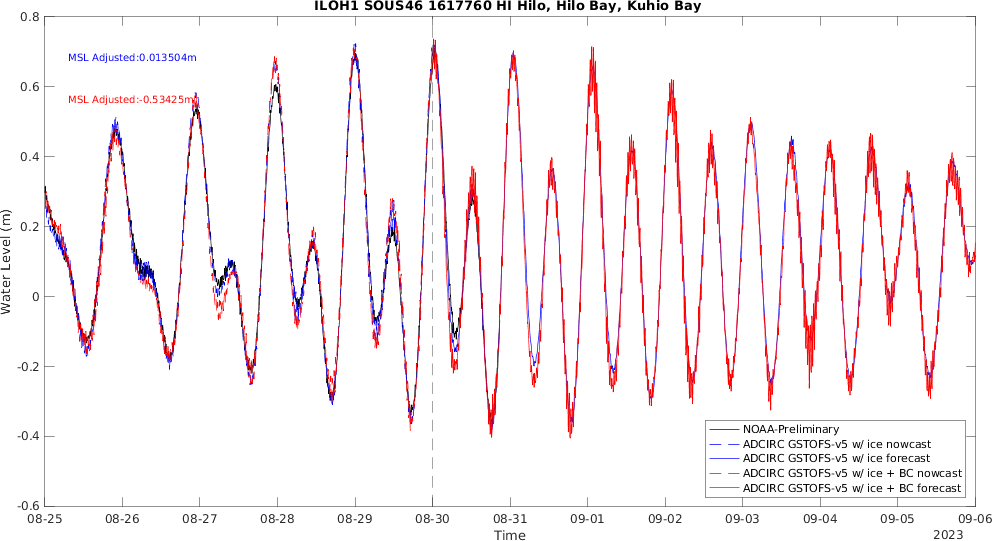 ILOH1 SOUS46 1617760 HI Hilo, Hilo Bay, Kuhio Bay
MSL Adjusted:0.013504m
MSL Adjusted:-0.53425m
Water Level (m)
0.8
0.6
0.4
0.2
0
-0.2
-0.4
-0.6
NOAA-Preliminary
ADCIRC GSTOFS-v5 w/ ice nowcast
ADCIRC GSTOFS-v5 w/ ice forecast
ADCIRC GSTOFS-v5 w/ ice + BC nowcast
ADCIRC GSTOFS-v5 w/ ice + BC forecast
08-25 08-26 08-27 08-28 08-29 08-30 08-31 09-01 09-02 09-03 09-04 09-05 09-06
Time
2023